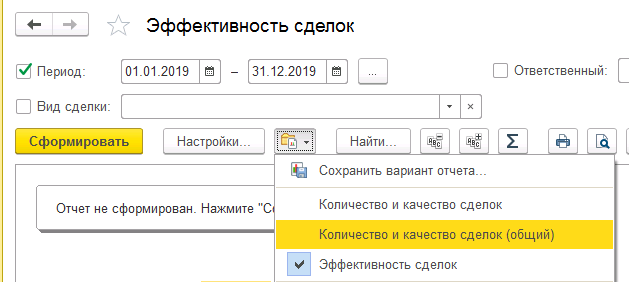 Эффективность сделок
Период: 01.01.2019 – 31.12.2019 ... Ответственный:
Вид сделки:
Сформировать Настройки... Найти... Σ
Сохранить вариант отчета...
Отчет не сформирован. Нажмите "С
Количество и качество сделок
Количество и качество сделок (общий)
Эффективность сделок